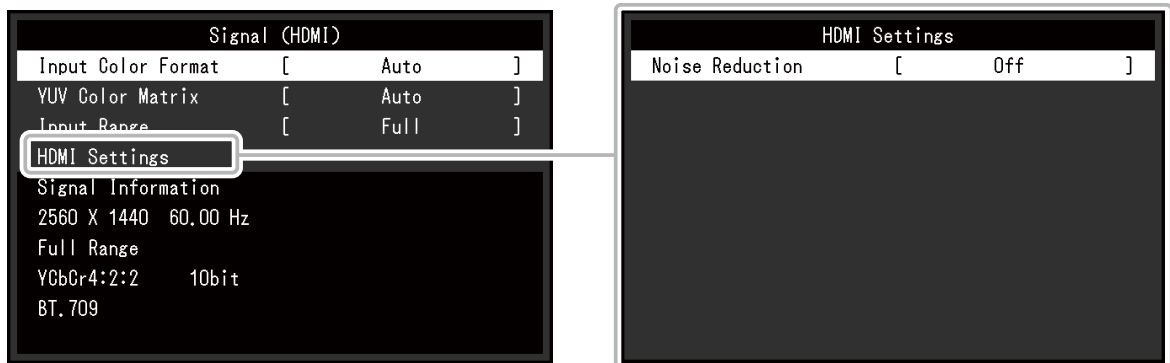 Signal (HDMI)
Input Color Format [ Auto ]
YUV Color Matrix [ Auto ]
Input Range [ Full ]
HDMI Settings
Signal Information
2560 X 1440 60.00 Hz
Full Range
YCbCr4:2:2 10bit
BT.709
HDMI Settings
Noise Reduction [ Off ]